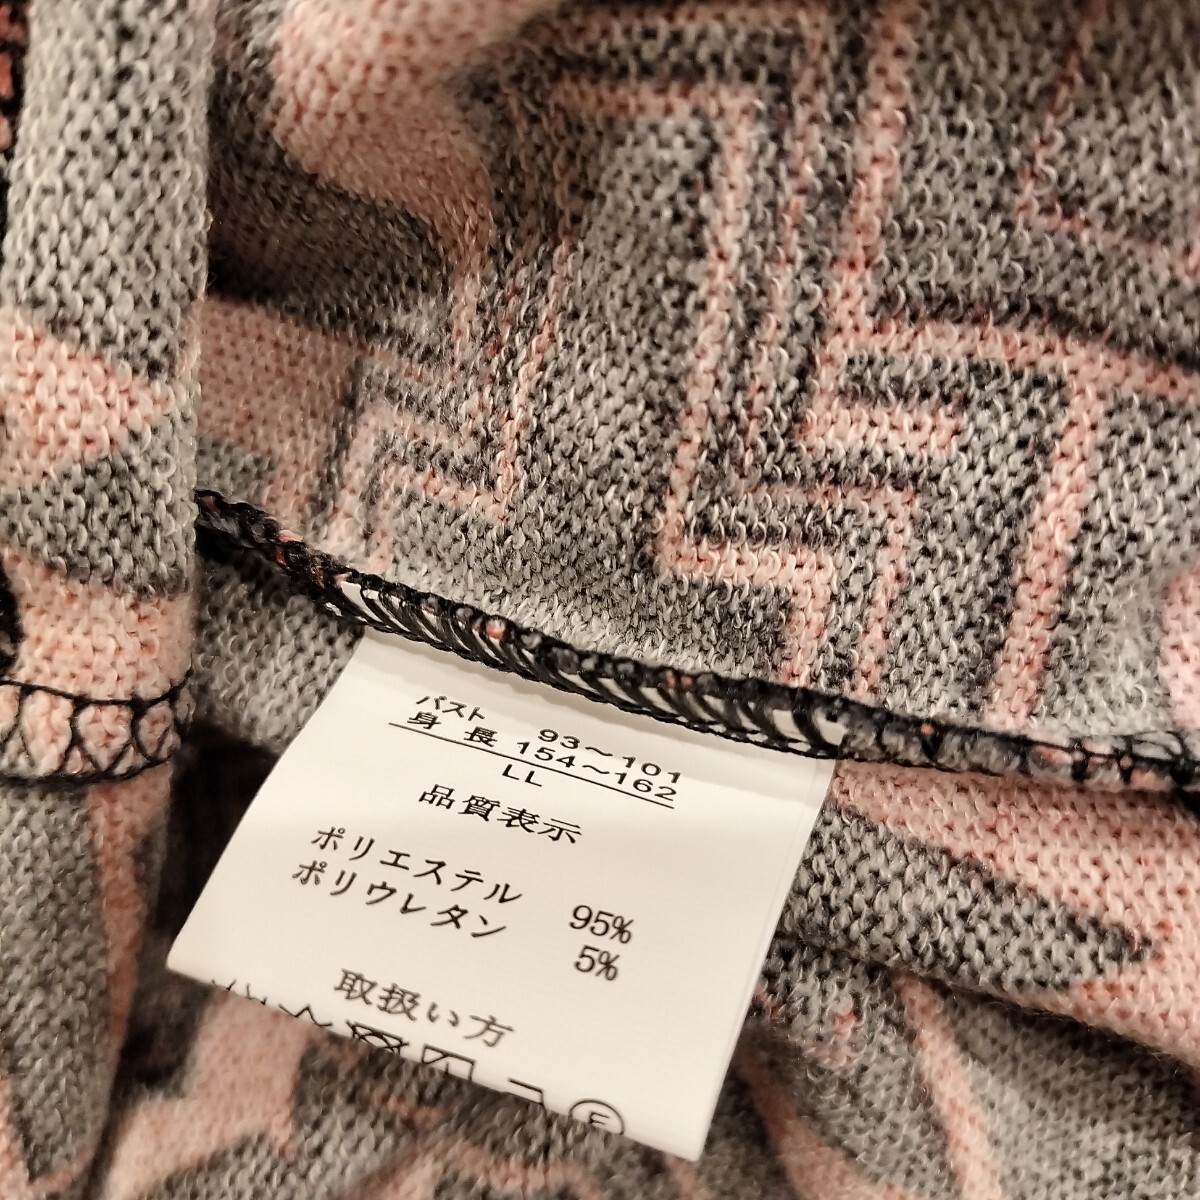 バスト 93～101
身長 154～162
LL
品質表示
ポリエステル 95%
ポリウレタン 5%
取扱い方
F